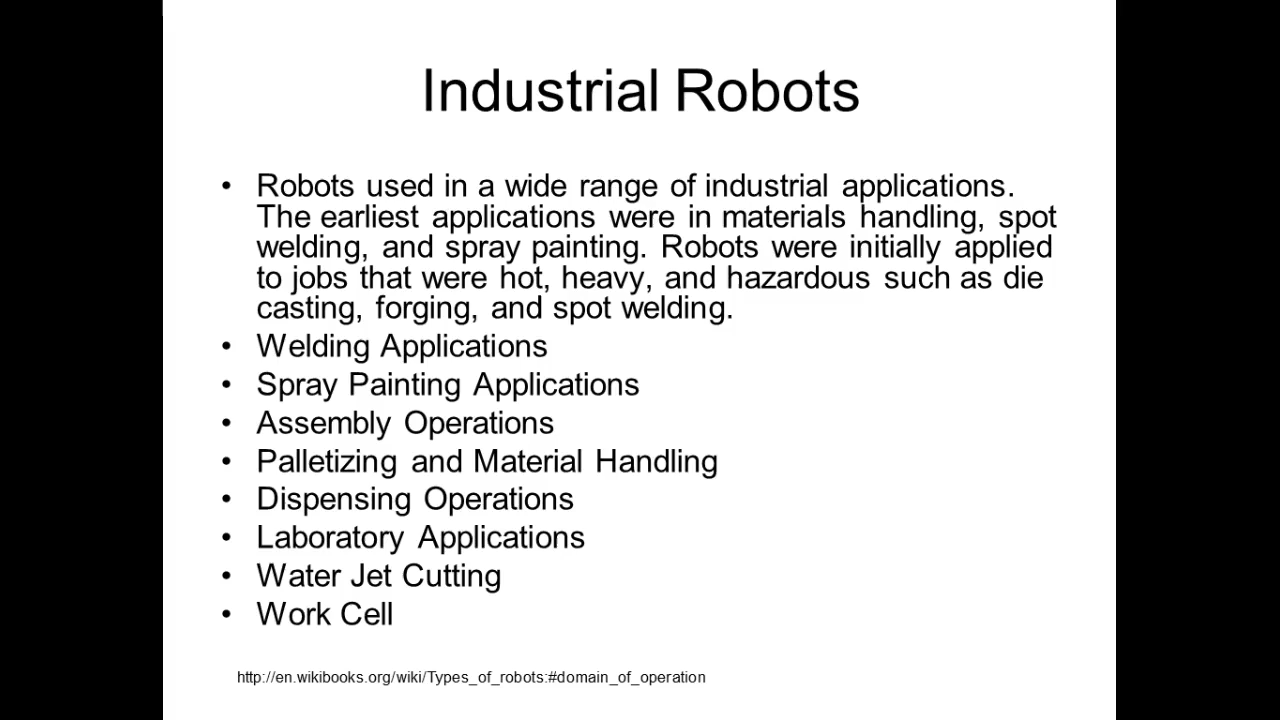 Industrial Robots
• Robots used in a wide range of industrial applications.
The earliest applications were in materials handling, spot
welding, and spray painting. Robots were initially applied
to jobs that were hot, heavy, and hazardous such as die
casting, forging, and spot welding.
• Welding Applications
• Spray Painting Applications
• Assembly Operations
• Palletizing and Material Handling
• Dispensing Operations
• Laboratory Applications
• Water Jet Cutting
• Work Cell
http://en.wikibooks.org/wiki/Types_of_robots:#domain_of_operation